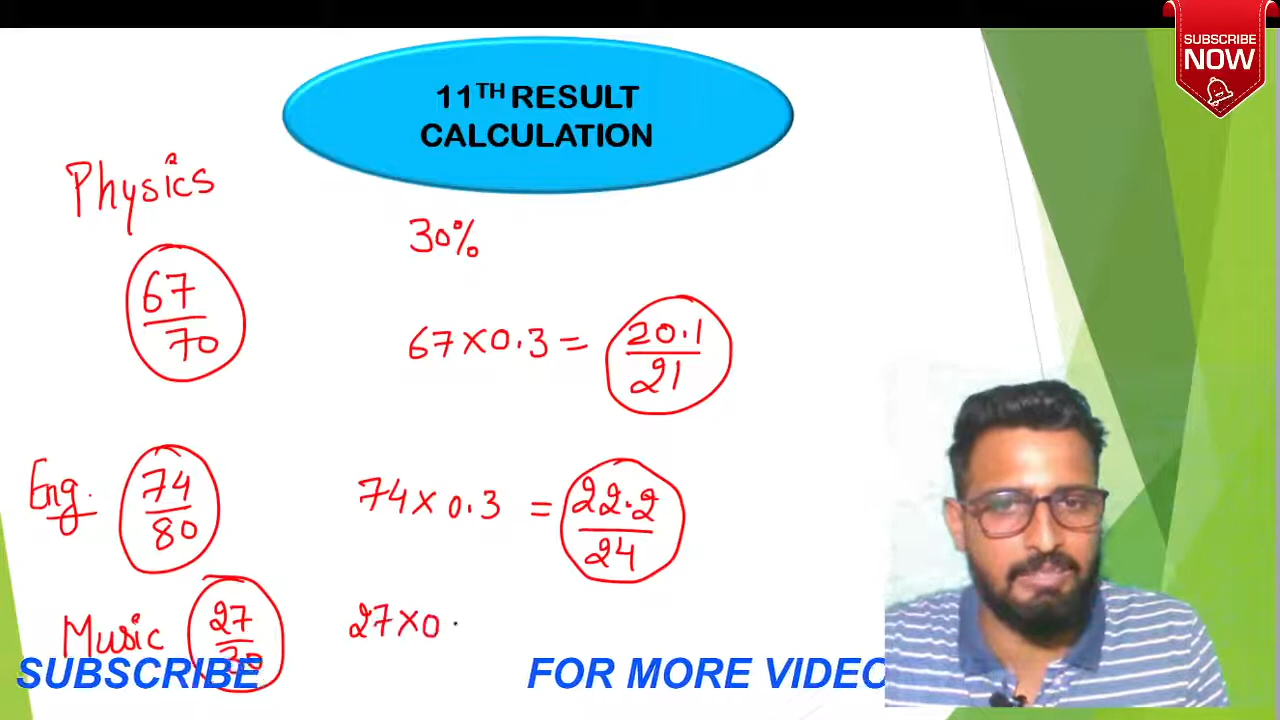 SUBSCRIBE
NOW
11TH RESULT
CALCULATION
Physics
30%
67/70
67×0.3 = 20.1/21
Eng. 74/80
74×0.3 = 22.2/24
Music 27/30
27×0.
SUBSCRIBE FOR MORE VIDEO